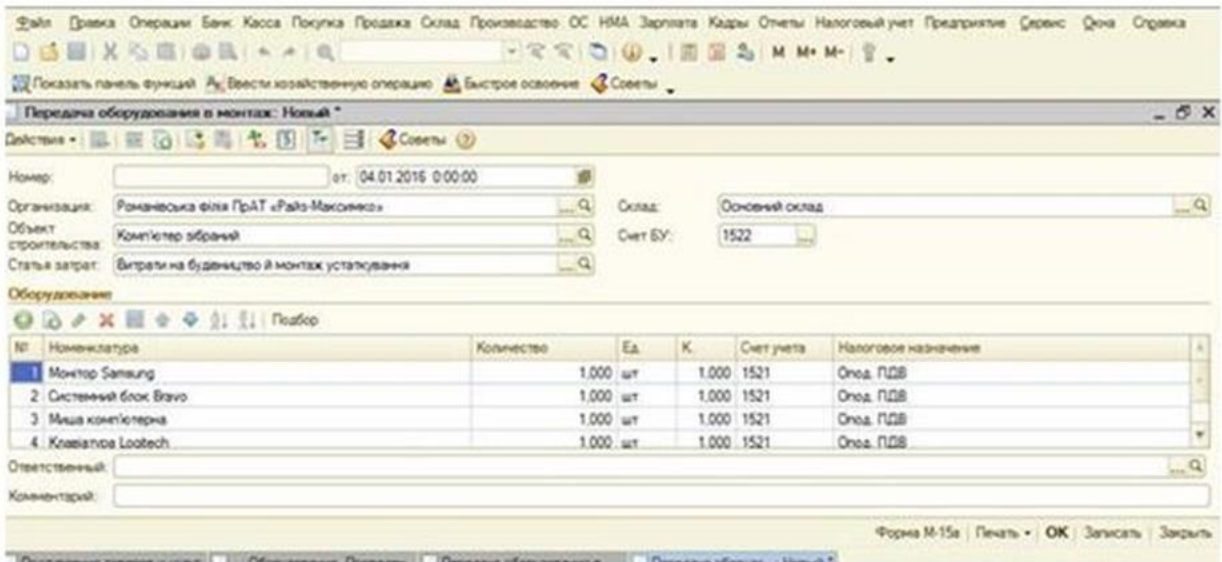 Файл Правка Операции Банк Касса Покупка Продажа Склад Производство ОС НМА Зарплата Кадры Отчеты Налоговый учет Предприятие Сервис Окна Справка
M M+ M-
Показать панель функций Ввести хозяйственную операцию Быстрое освоение Советы
Передача оборудования в монтаж: Новый *
Действия Советы
Номер: от: 04.01.2016 0:00:00
Организация: Романівська філія ПрАТ «Райз-Максимко» Склад: Основний склад
Объект строительства: Комп'ютер зібраний Счет БУ: 1522
Статья затрат: Витрати на будвництво й монтаж устаткування
Оборудование
Подбор
№ Номенклатура Количество Ед. К. Счет учета Налоговое назначение
1 Монітор Samsung 1,000 шт 1,000 1521 Опод. ПДВ
2 Системний блок Bravo 1,000 шт 1,000 1521 Опод. ПДВ
3 Миша комп'ютерна 1,000 шт 1,000 1521 Опод. ПДВ
4 Клавіатура Logitech 1,000 шт 1,000 1521 Опод. ПДВ
Ответственный:
Комментарий:
Форма М-15а Печать OK Записать Закрыть